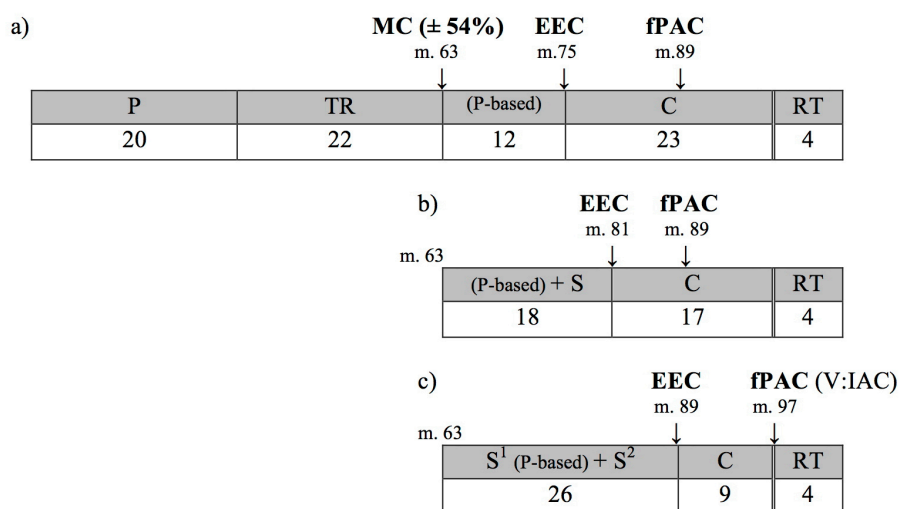 a)
MC (± 54%) EEC fPAC
m. 63 m.75 m.89
P TR (P-based) C RT
20 22 12 23 4
b)
EEC fPAC
m. 81 m. 89
m. 63
(P-based) + S C RT
18 17 4
c)
EEC fPAC (V:IAC)
m. 89 m. 97
m. 63
S¹ (P-based) + S² C RT
26 9 4